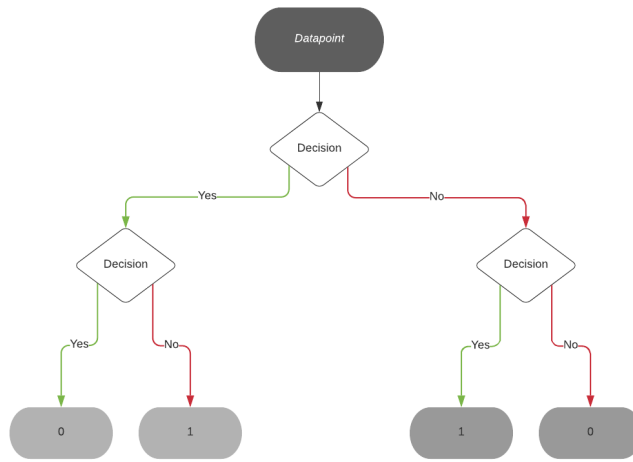 Datapoint
Decision
Yes
No
Decision
Decision
Yes
No
Yes
No
0
1
1
0